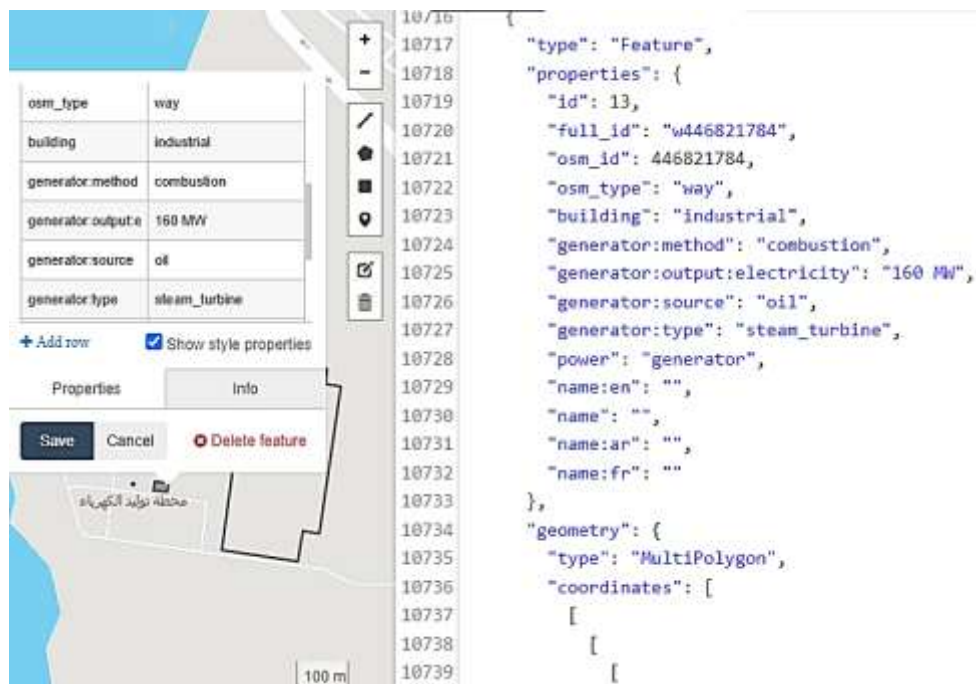 osm_type way
building industrial
generator:method combustion
generator:output:e 160 MW
generator:source oil
generator:type steam_turbine
+ Add row
Show style properties
Properties Info
Save Cancel Delete feature
محطة توليد الكهرباء
100 m
+
-
10716 {
10717 "type": "Feature",
10718 "properties": {
10719 "id": 13,
10720 "full_id": "w446821784",
10721 "osm_id": 446821784,
10722 "osm_type": "way",
10723 "building": "industrial",
10724 "generator:method": "combustion",
10725 "generator:output:electricity": "160 MW",
10726 "generator:source": "oil",
10727 "generator:type": "steam_turbine",
10728 "power": "generator",
10729 "name:en": "",
10730 "name": "",
10731 "name:ar": "",
10732 "name:fr": ""
10733 },
10734 "geometry": {
10735 "type": "MultiPolygon",
10736 "coordinates": [
10737 [
10738 [
10739 [